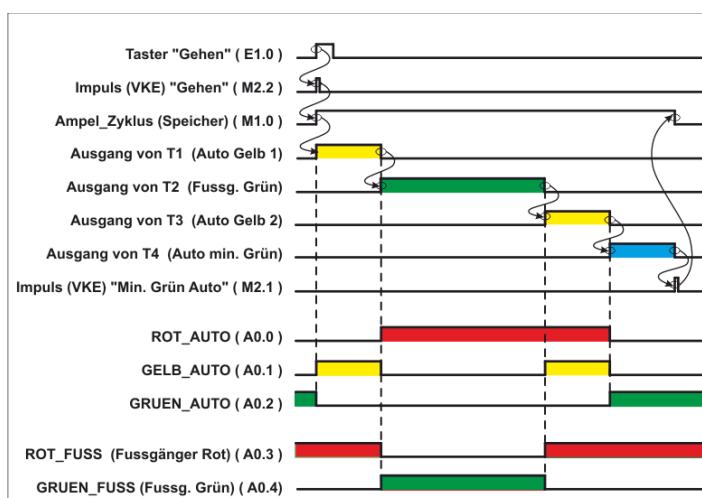 Taster "Gehen" ( E1.0 )
Impuls (VKE) "Gehen" ( M2.2 )
Ampel_Zyklus (Speicher) ( M1.0 )
Ausgang von T1 (Auto Gelb 1)
Ausgang von T2 (Fussg. Grün)
Ausgang von T3 (Auto Gelb 2)
Ausgang von T4 (Auto min. Grün)
Impuls (VKE) "Min. Grün Auto" ( M2.1 )
ROT_AUTO ( A0.0 )
GELB_AUTO ( A0.1 )
GRUEN_AUTO ( A0.2 )
ROT_FUSS (Fussgänger Rot) ( A0.3 )
GRUEN_FUSS (Fussg. Grün) ( A0.4)